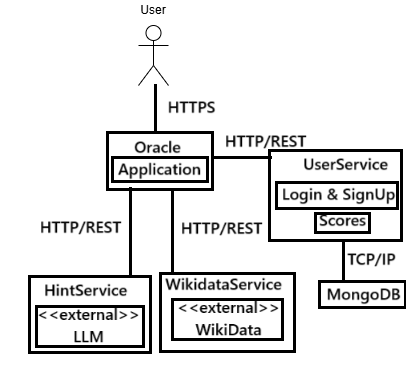 User
HTTPS
Oracle
Application
HTTP/REST
UserService
Login & SignUp
Scores
HTTP/REST
HTTP/REST
TCP/IP
HintService
<<external>>
LLM
WikidataService
<<external>>
WikiData
MongoDB